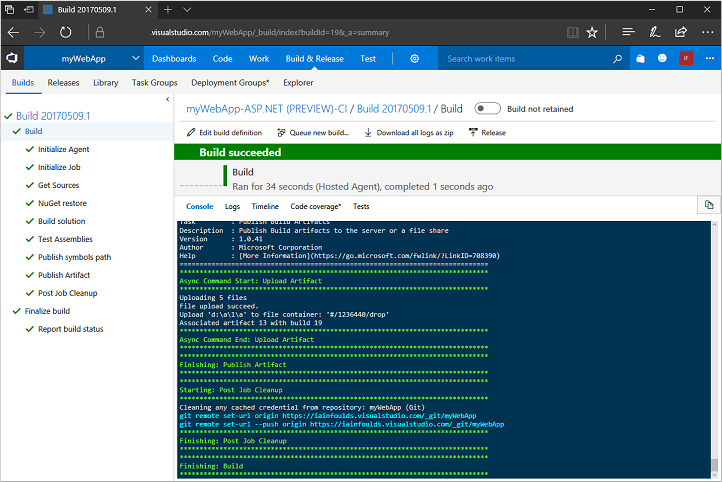 Build 20170509.1
.visualstudio.com/myWebApp/_build/index?buildId=19&_a=summary
myWebApp
Dashboards Code Work Build & Release Test
Search work items
IF
Builds Releases Library Task Groups Deployment Groups* Explorer
Build 20170509.1
Build
Initialize Agent
Initialize Job
Get Sources
NuGet restore
Build solution
Test Assemblies
Publish symbols path
Publish Artifact
Post Job Cleanup
Finalize build
Report build status
myWebApp-ASP.NET (PREVIEW)-CI / Build 20170509.1 / Build
Build not retained
Edit build definition Queue new build... Download all logs as zip Release
Build succeeded
Build
Ran for 34 seconds (Hosted Agent), completed 1 seconds ago
Console Logs Timeline Code coverage* Tests
Task : Publish Build Artifacts
Description : Publish Build artifacts to the server or a file share
Version : 1.0.41
Author : Microsoft Corporation
Help : [More Information](https://go.microsoft.com/fwlink/?LinkID=708390)
==============================================================================
******************************************************************************
Async Command Start: Upload Artifact
******************************************************************************
Uploading 5 files
File upload succeed.
Upload 'd:\a\1\a' to file container: '#/1236440/drop'
Associated artifact 13 with build 19
******************************************************************************
Async Command End: Upload Artifact
******************************************************************************
******************************************************************************
Finishing: Publish Artifact
******************************************************************************
******************************************************************************
Starting: Post Job Cleanup
******************************************************************************
Cleaning any cached credential from repository: myWebApp (Git)
git remote set-url origin https://iainfoulds.visualstudio.com/_git/myWebApp
git remote set-url --push origin https://iainfoulds.visualstudio.com/_git/myWebApp
******************************************************************************
Finishing: Post Job Cleanup
******************************************************************************
******************************************************************************
Finishing: Build
******************************************************************************